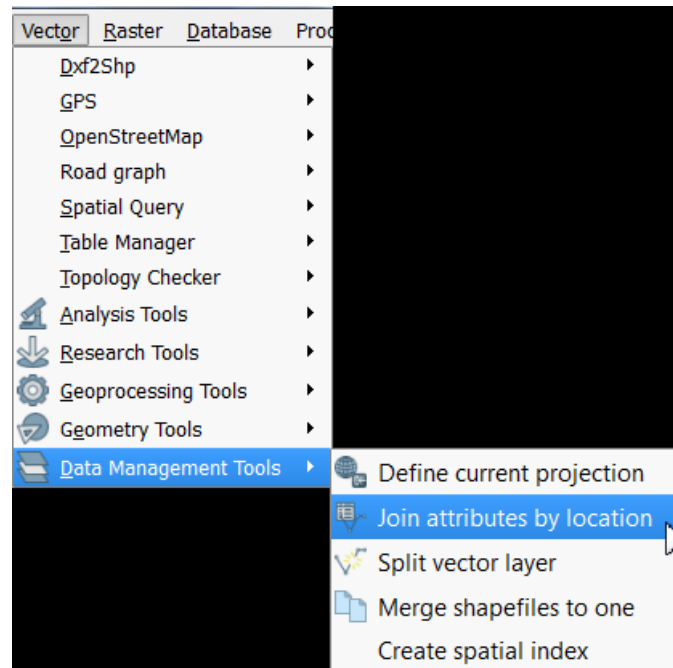 Vector Raster Database Proc
Dxf2Shp
GPS
OpenStreetMap
Road graph
Spatial Query
Table Manager
Topology Checker
Analysis Tools
Research Tools
Geoprocessing Tools
Geometry Tools
Data Management Tools
Define current projection
Join attributes by location
Split vector layer
Merge shapefiles to one
Create spatial index